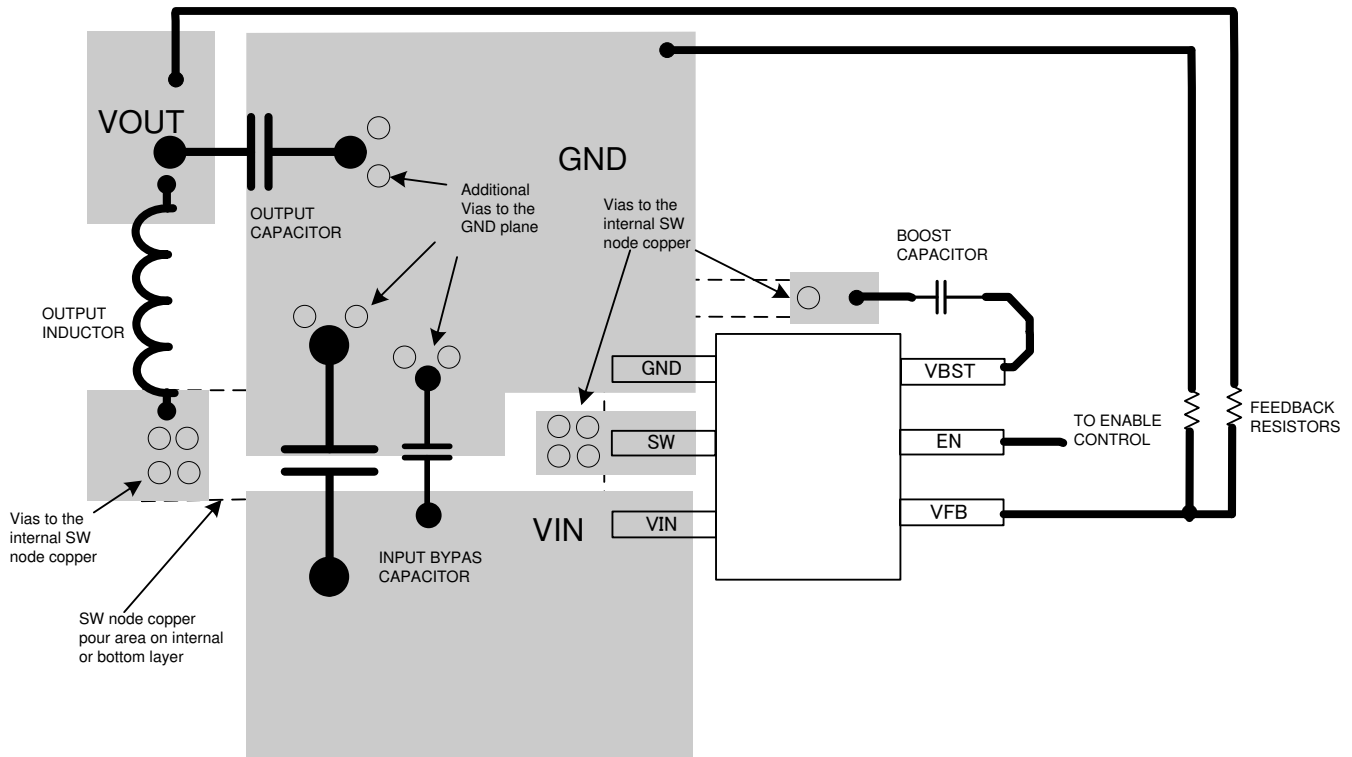 VOUT
GND
OUTPUT
CAPACITOR
Additional
Vias to the
GND plane
Vias to the
internal SW
node copper
BOOST
CAPACITOR
OUTPUT
INDUCTOR
GND
VBST
SW
EN
TO ENABLE
CONTROL
FEEDBACK
RESISTORS
VIN
VIN
VFB
Vias to the
internal SW
node copper
INPUT BYPAS
CAPACITOR
SW node copper
pour area on internal
or bottom layer